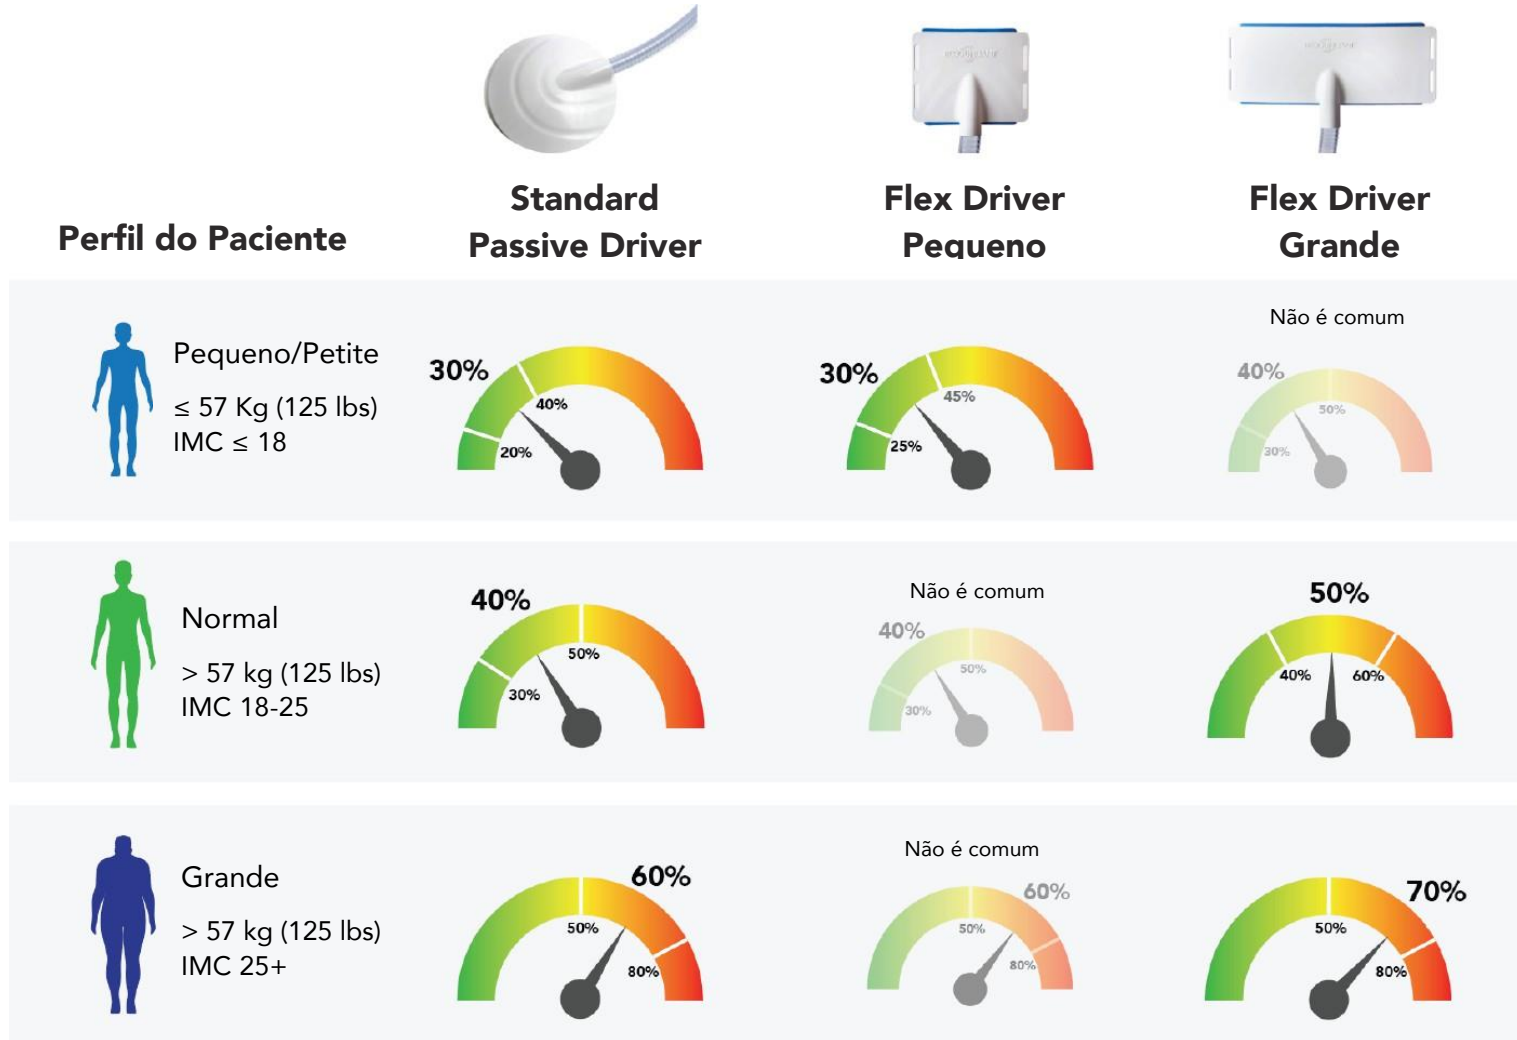 Standard
Passive Driver
Flex Driver
Pequeno
Flex Driver
Grande
Perfil do Paciente
Pequeno/Petite
≤ 57 Kg (125 lbs)
IMC ≤ 18
30%
40%
20%
30%
45%
25%
Não é comum
40%
50%
30%
Normal
> 57 kg (125 lbs)
IMC 18-25
40%
50%
30%
Não é comum
40%
50%
30%
50%
40%
60%
Grande
> 57 kg (125 lbs)
IMC 25+
60%
50%
80%
Não é comum
60%
50%
80%
70%
50%
80%